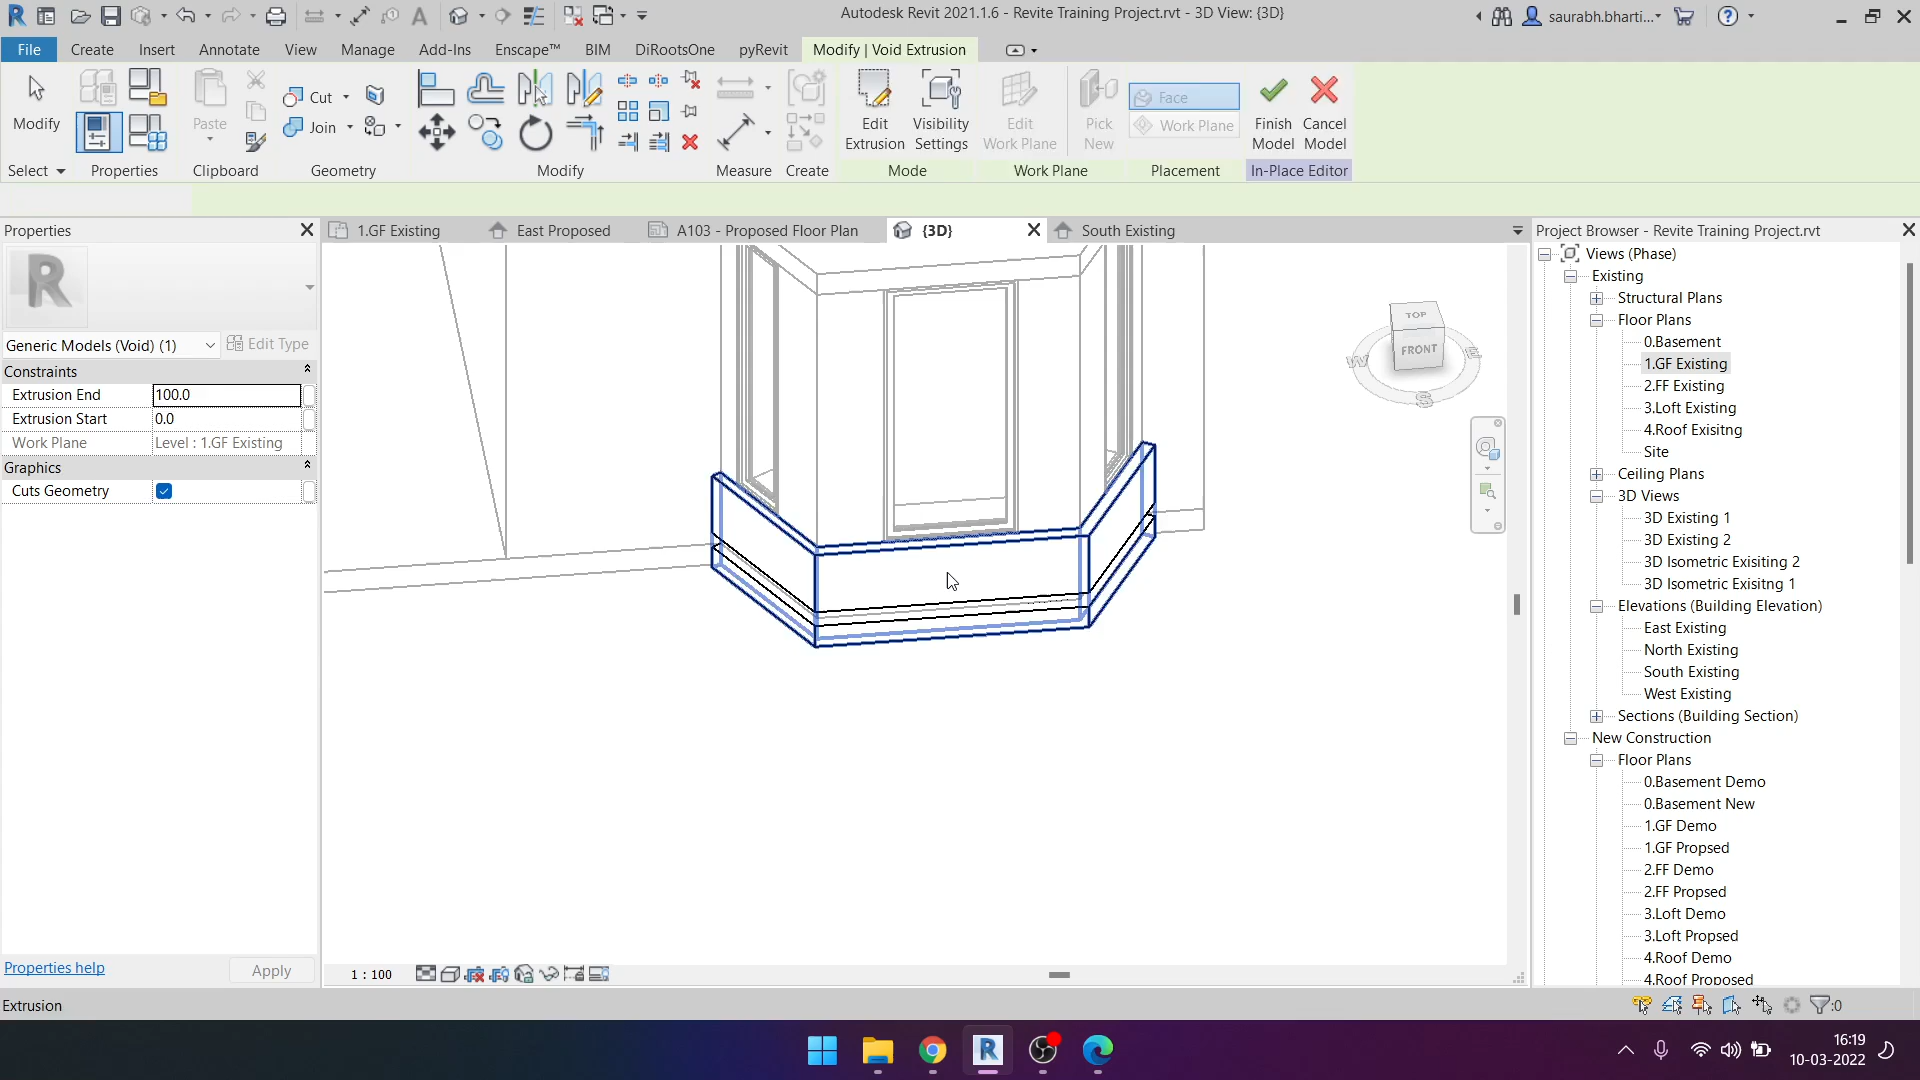 Autodesk Revit 2021.1.6 - Revite Training Project.rvt - 3D View: {3D}
saurabh.bharti...
File Create Insert Annotate View Manage Add-Ins Enscape™ BIM DiRootsOne pyRevit Modify | Void Extrusion
Modify
Paste
Cut
Join
Edit Extrusion
Visibility Settings
Edit Work Plane
Pick New
Face
Work Plane
Finish Model
Cancel Model
Select Properties Clipboard Geometry Modify Measure Create Mode Work Plane Placement In-Place Editor
Properties
1.GF Existing East Proposed A103 - Proposed Floor Plan {3D} South Existing
Project Browser - Revite Training Project.rvt
R
Generic Models (Void) (1) Edit Type
Constraints
Extrusion End 100.0
Extrusion Start 0.0
Work Plane Level : 1.GF Existing
Graphics
Cuts Geometry
Properties help Apply
TOP
FRONT
W
E
S
1 : 100
Views (Phase)
Existing
Structural Plans
Floor Plans
0.Basement
1.GF Existing
2.FF Existing
3.Loft Existing
4.Roof Exisitng
Site
Ceiling Plans
3D Views
3D Existing 1
3D Existing 2
3D Isometric Exisiting 2
3D Isometric Exisitng 1
Elevations (Building Elevation)
East Existing
North Existing
South Existing
West Existing
Sections (Building Section)
New Construction
Floor Plans
0.Basement Demo
0.Basement New
1.GF Demo
1.GF Propsed
2.FF Demo
2.FF Propsed
3.Loft Demo
3.Loft Propsed
4.Roof Demo
4.Roof Proposed
Extrusion
:0
16:19
10-03-2022